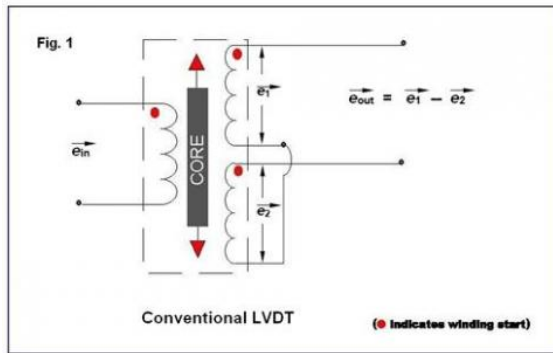 Fig. 1
e1
eout = e1 − e2
ein
CORE
e2
Conventional LVDT
(● indicates winding start)